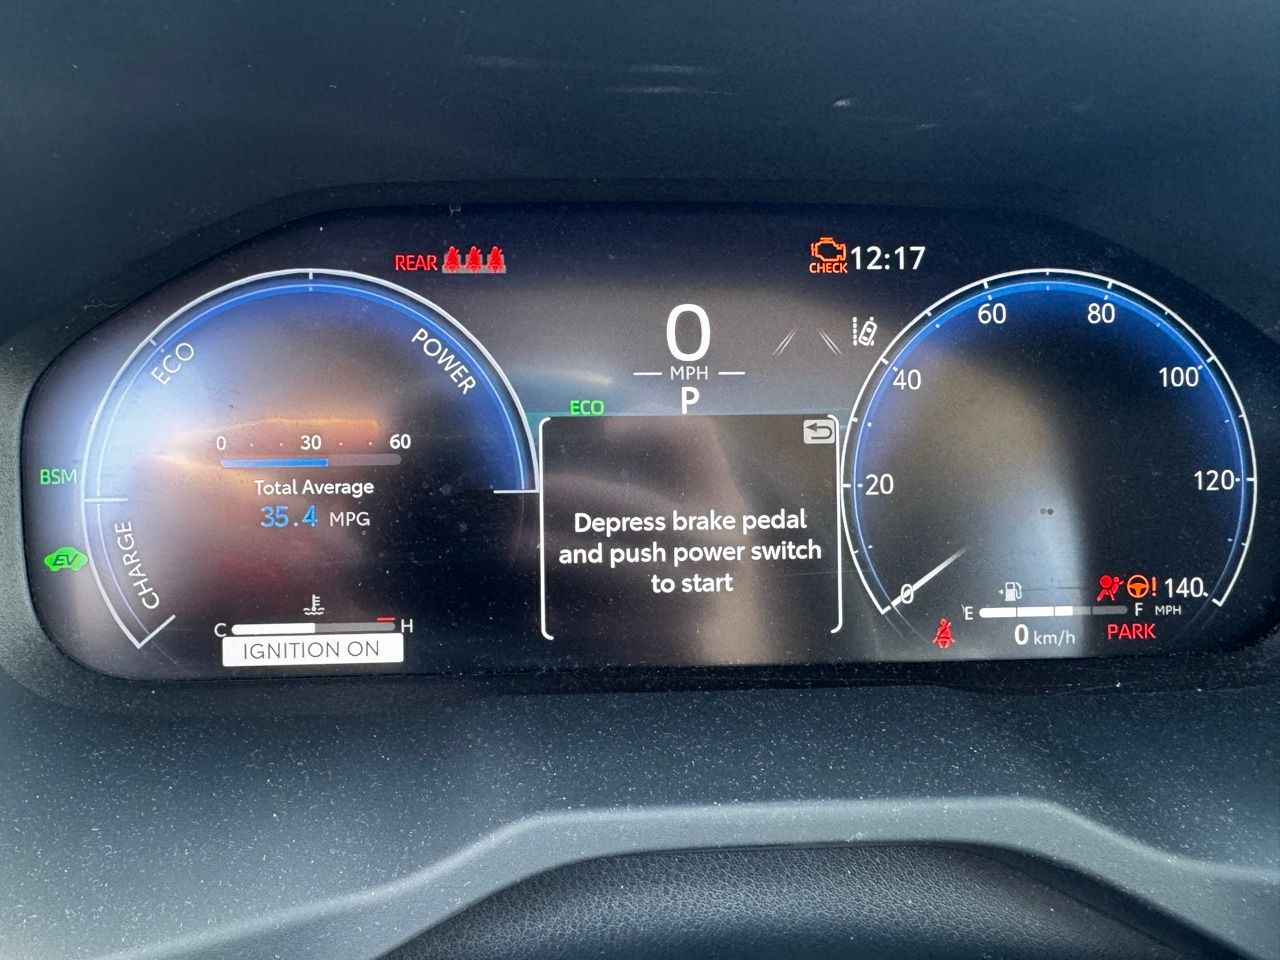 REAR
CHECK
12:17
ECO
POWER
CHARGE
0 30 60
Total Average
35.4 MPG
BSM
EV
C H
IGNITION ON
0
MPH
P
ECO
Depress brake pedal
and push power switch
to start
0
20
40
60
80
100
120
140
MPH
E F
0 km/h
PARK